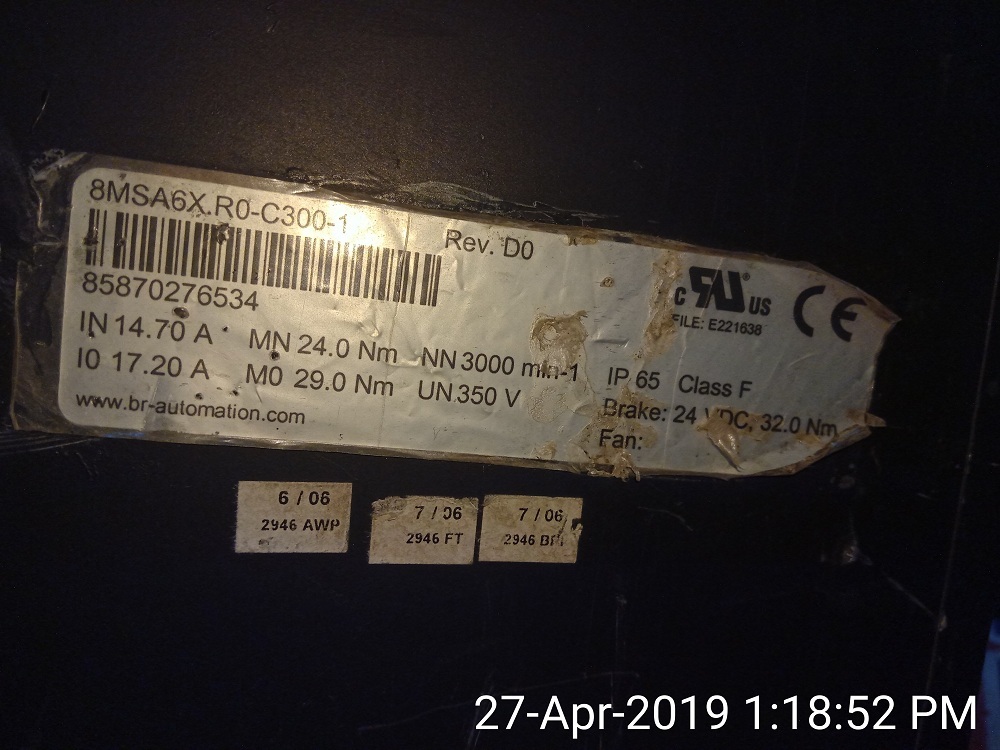 8MSA6X.R0-C300-1
Rev. D0
85870276534
IN 14.70 A MN 24.0 Nm NN 3000 min-1
I0 17.20 A M0 29.0 Nm UN 350 V
www.br-automation.com
C US
FILE: E221638
CE
IP 65 Class F
Brake: 24 VDC, 32.0 Nm
Fan:
6 / 06
2946 AWP
7 / 06
2946 FT
7 / 06
2946
27-Apr-2019 1:18:52 PM